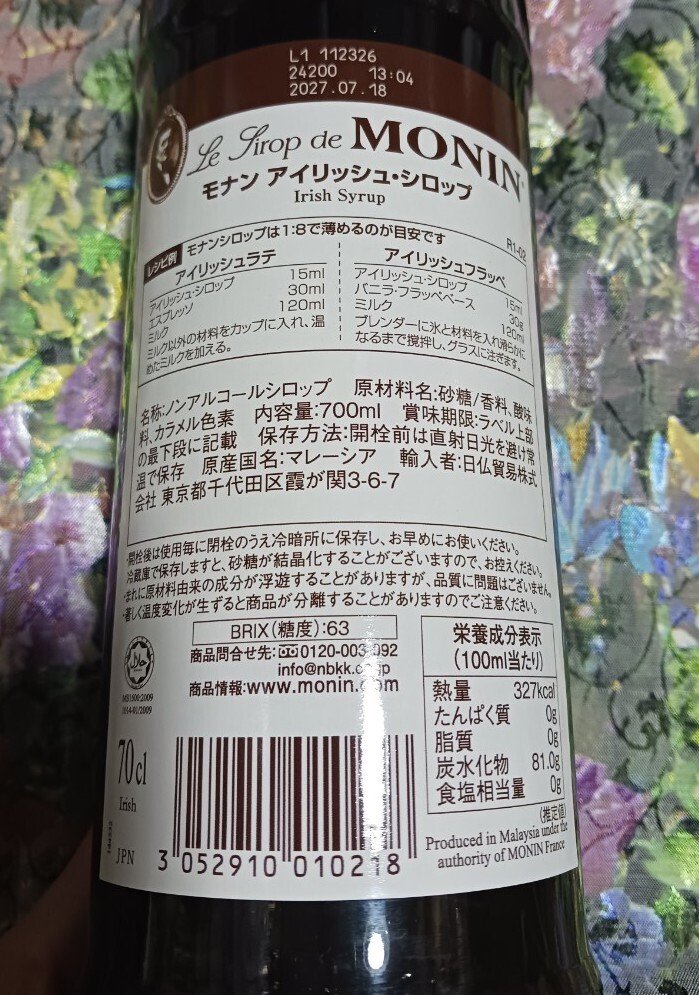 L1 112326
24200 13:04
2027.07.18
Le Sirop de MONIN
モナン アイリッシュ・シロップ
Irish Syrup
R1-02
レシピ例 モナンシロップは1:8で薄めるのが目安です
アイリッシュラテ
アイリッシュ・シロップ 15ml
エスプレッソ 30ml
ミルク 120ml
ミルク以外の材料をカップに入れ、温
めたミルクを加える。
アイリッシュフラッペ
アイリッシュ・シロップ 15ml
バニラ・フラッペベース 30g
ミルク 120ml
ブレンダーに氷と材料を入れ滑らかに
なるまで撹拌し、グラスに注ぎます。
名称:ノンアルコールシロップ 原材料名:砂糖/香料、酸味
料、カラメル色素 内容量:700ml 賞味期限:ラベル上部
の最下段に記載 保存方法:開栓前は直射日光を避け常
温で保存 原産国名:マレーシア 輸入者:日仏貿易株式
会社 東京都千代田区霞が関3-6-7
・開栓後は使用毎に閉栓のうえ冷暗所に保存し、お早めにお使いください。
・冷蔵庫で保存しますと、砂糖が結晶化することがございますので、お控えください。
・まれに原材料由来の成分が浮遊することがありますが、品質に問題はございません。
・著しく温度変化が生ずると商品が分離することがありますのでご注意ください。
BRIX(糖度):63
商品問合せ先: 0120-003-092
info@nbkk.co.jp
商品情報:www.monin.com
MS1500:2009
70cl
Irish
JPN
3 052910 010218
栄養成分表示
(100ml当たり)
熱量 327kcal
たんぱく質 0g
脂質 0g
炭水化物 81.0g
食塩相当量 0g
(推定値)
Produced in Malaysia under the
authority of MONIN France